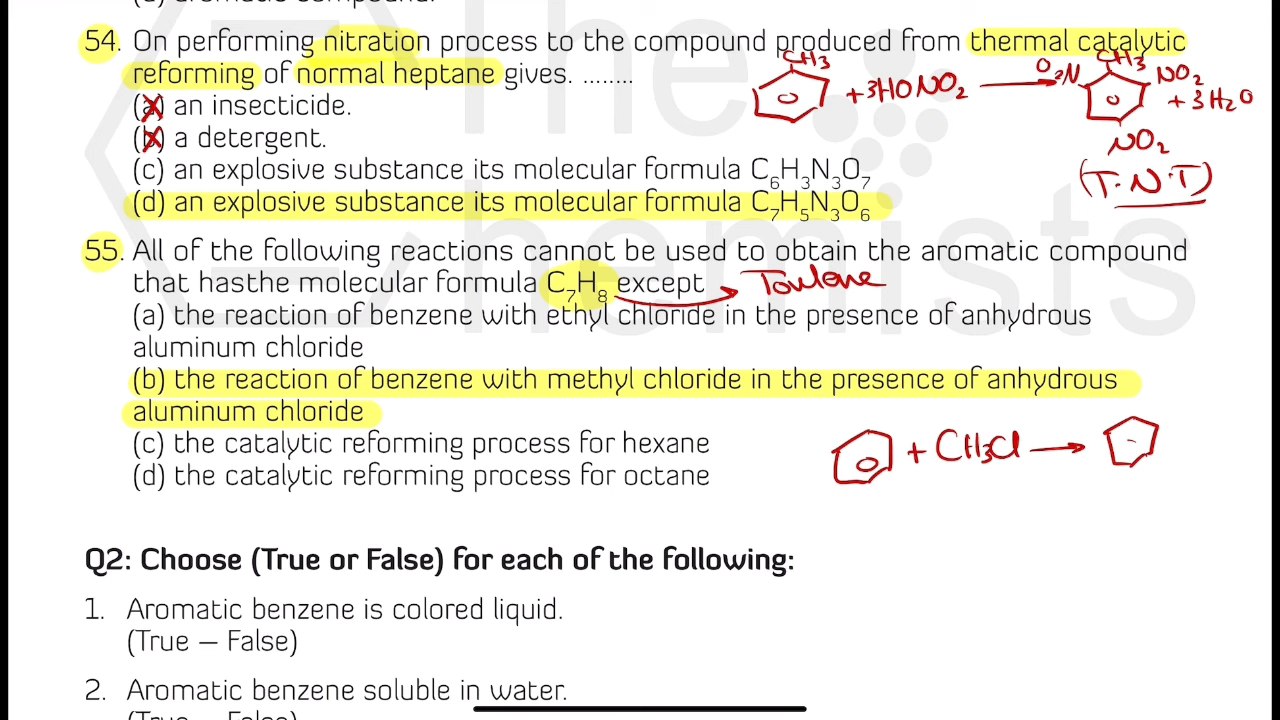 (d) aromatic compound.
54. On performing nitration process to the compound produced from thermal catalytic
reforming of normal heptane gives. ........
(a) an insecticide.
(b) a detergent.
(c) an explosive substance its molecular formula C₆H₃N₃O₇
(d) an explosive substance its molecular formula C₇H₅N₃O₆
CH₃
+3HONO₂
O₂N
CH₃
NO₂
+3H₂O
NO₂
(T.N.T)
55. All of the following reactions cannot be used to obtain the aromatic compound
that hasthe molecular formula C₇H₈ except
Toulene
(a) the reaction of benzene with ethyl chloride in the presence of anhydrous
aluminum chloride
(b) the reaction of benzene with methyl chloride in the presence of anhydrous
aluminum chloride
(c) the catalytic reforming process for hexane
(d) the catalytic reforming process for octane
+ CH₃Cl
Q2: Choose (True or False) for each of the following:
1. Aromatic benzene is colored liquid.
(True – False)
2. Aromatic benzene soluble in water.
(True – False)
The
Chemists